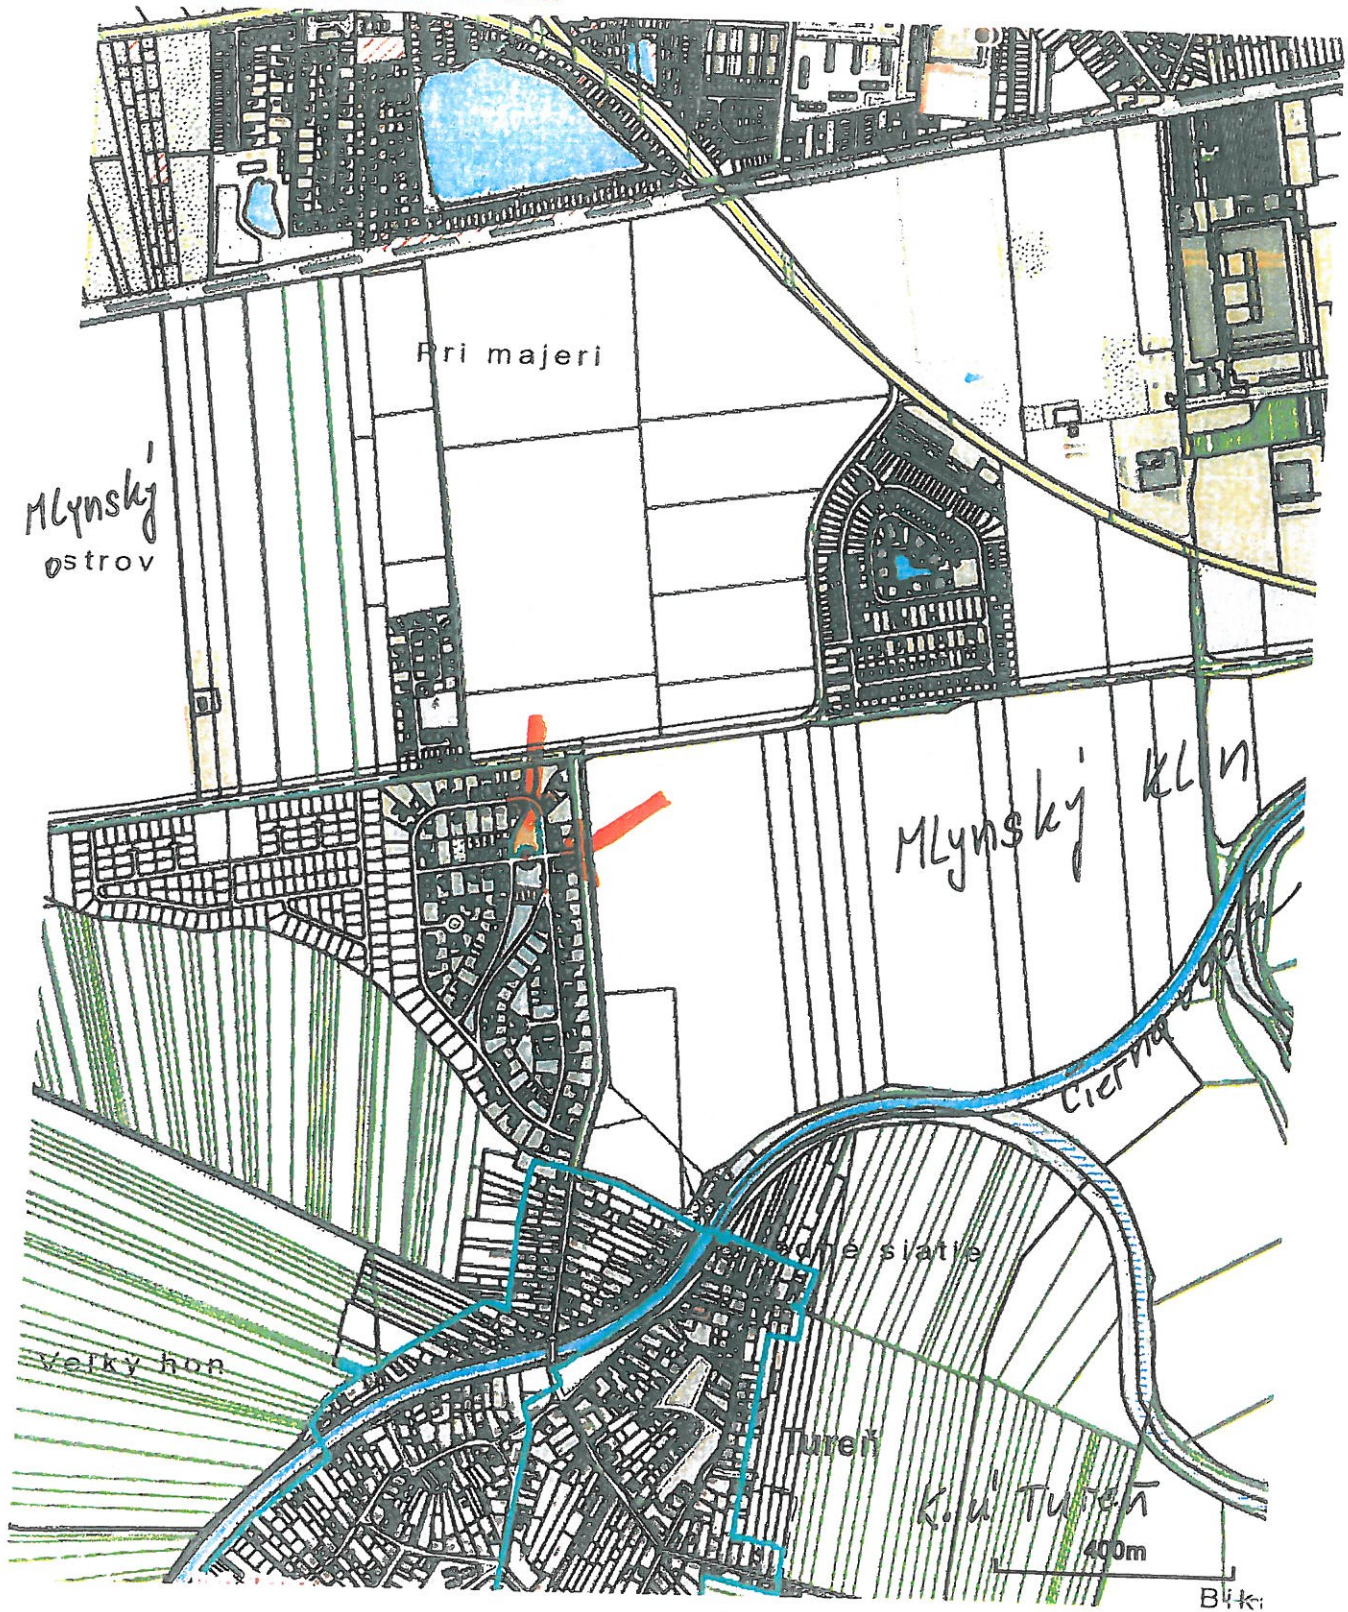 Pri majeri
Mlynský
ostrov
Mlynský klin
Čierna voda
siatie
Veľký hon
Tureň
K.ú Tureň
400m